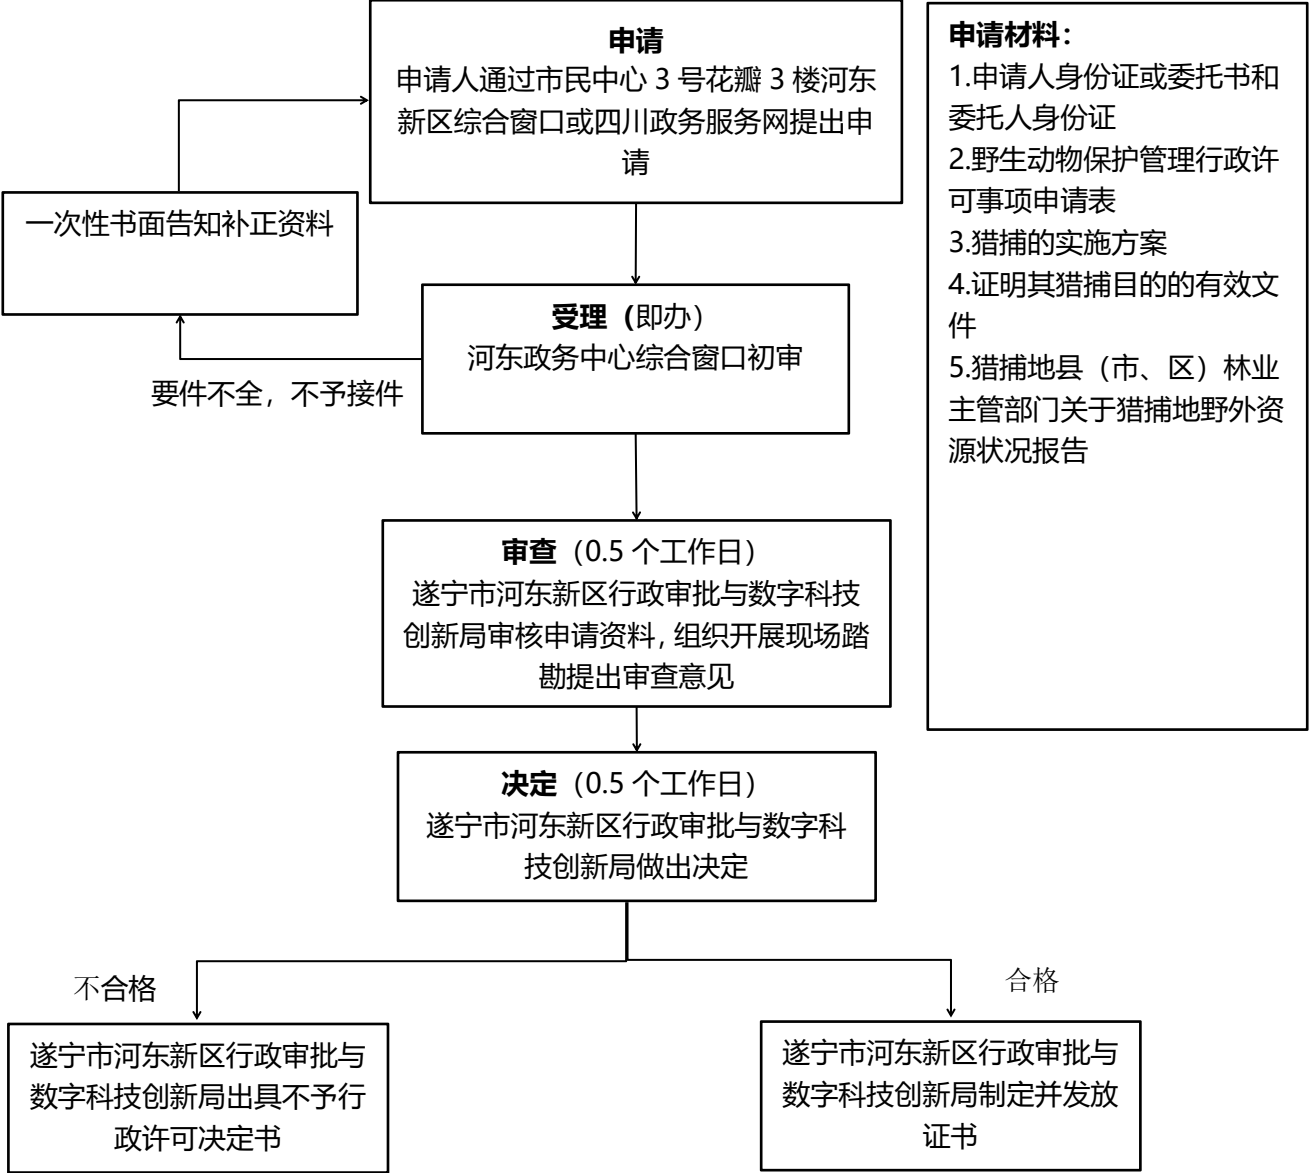 申请
申请人通过市民中心 3 号花瓣 3 楼河东
新区综合窗口或四川政务服务网提出申
请
申请材料：
1.申请人身份证或委托书和
委托人身份证
2.野生动物保护管理行政许
可事项申请表
3.猎捕的实施方案
4.证明其猎捕目的的有效文
件
5.猎捕地县（市、区）林业
主管部门关于猎捕地野外资
源状况报告
一次性书面告知补正资料
受理（即办）
河东政务中心综合窗口初审
要件不全，不予接件
审查（0.5 个工作日）
遂宁市河东新区行政审批与数字科技
创新局审核申请资料，组织开展现场踏
勘提出审查意见
决定（0.5 个工作日）
遂宁市河东新区行政审批与数字科
技创新局做出决定
不合格
合格
遂宁市河东新区行政审批与
数字科技创新局出具不予行
政许可决定书
遂宁市河东新区行政审批与
数字科技创新局制定并发放
证书